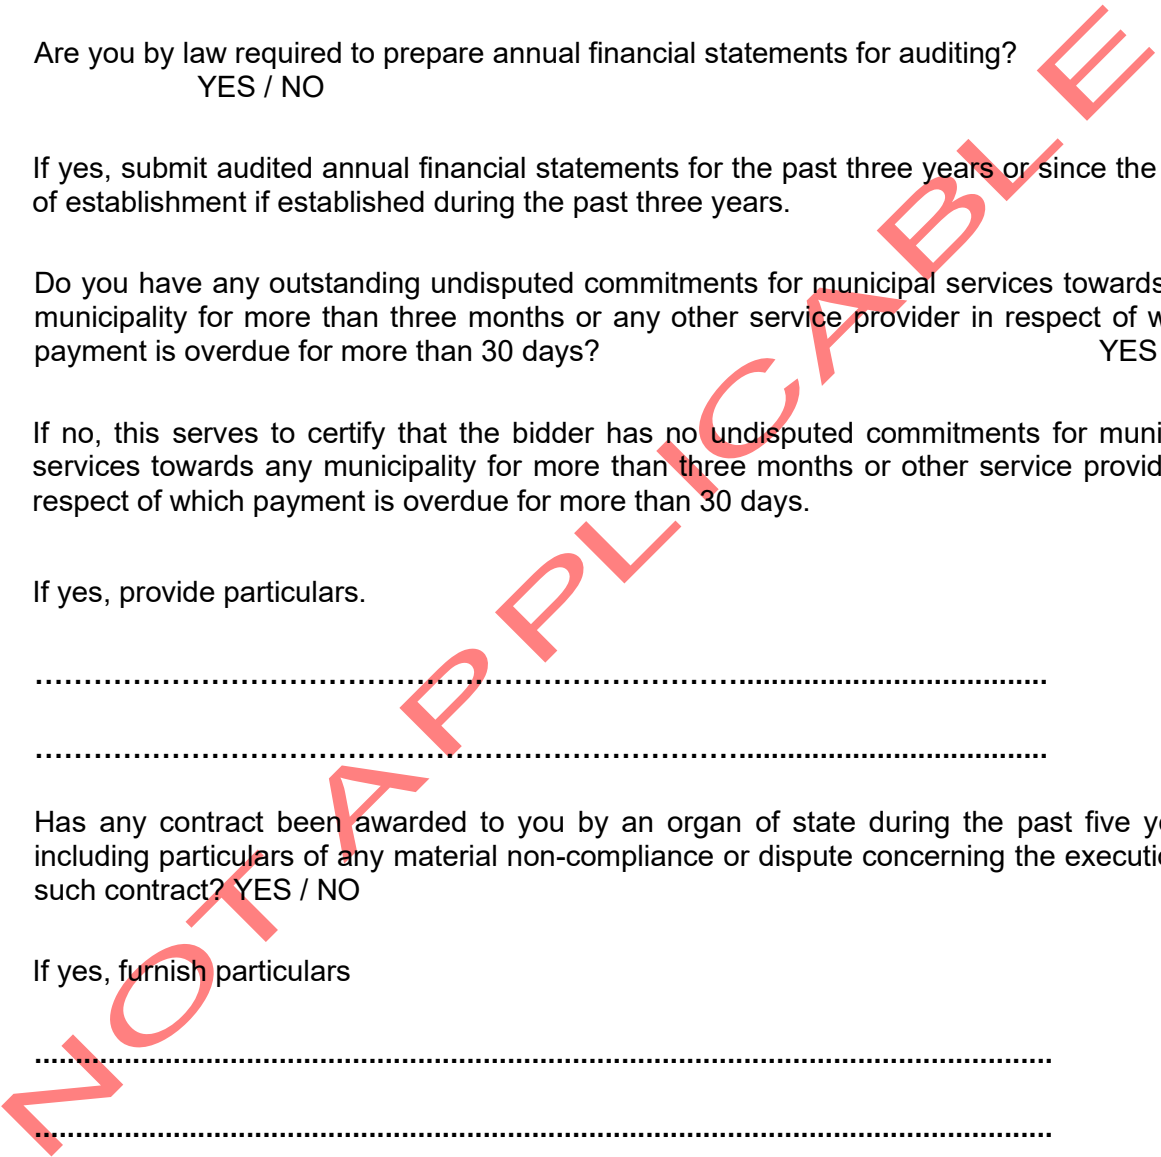 Are you by law required to prepare annual financial statements for auditing?
YES / NO
If yes, submit audited annual financial statements for the past three years or since the
of establishment if established during the past three years.
Do you have any outstanding undisputed commitments for municipal services towards
municipality for more than three months or any other service provider in respect of
payment is overdue for more than 30 days? YES
If no, this serves to certify that the bidder has no undisputed commitments for
services towards any municipality for more than three months or other service
respect of which payment is overdue for more than 30 days.
If yes, provide particulars.
……………………………………………………………………....................................
……………………………………………………………………....................................
Has any contract been awarded to you by an organ of state during the past five
including particulars of any material non-compliance or dispute concerning the
such contract? YES / NO
If yes, furnish particulars
..............................................................................................................................
..............................................................................................................................
NOT APPLICABLE